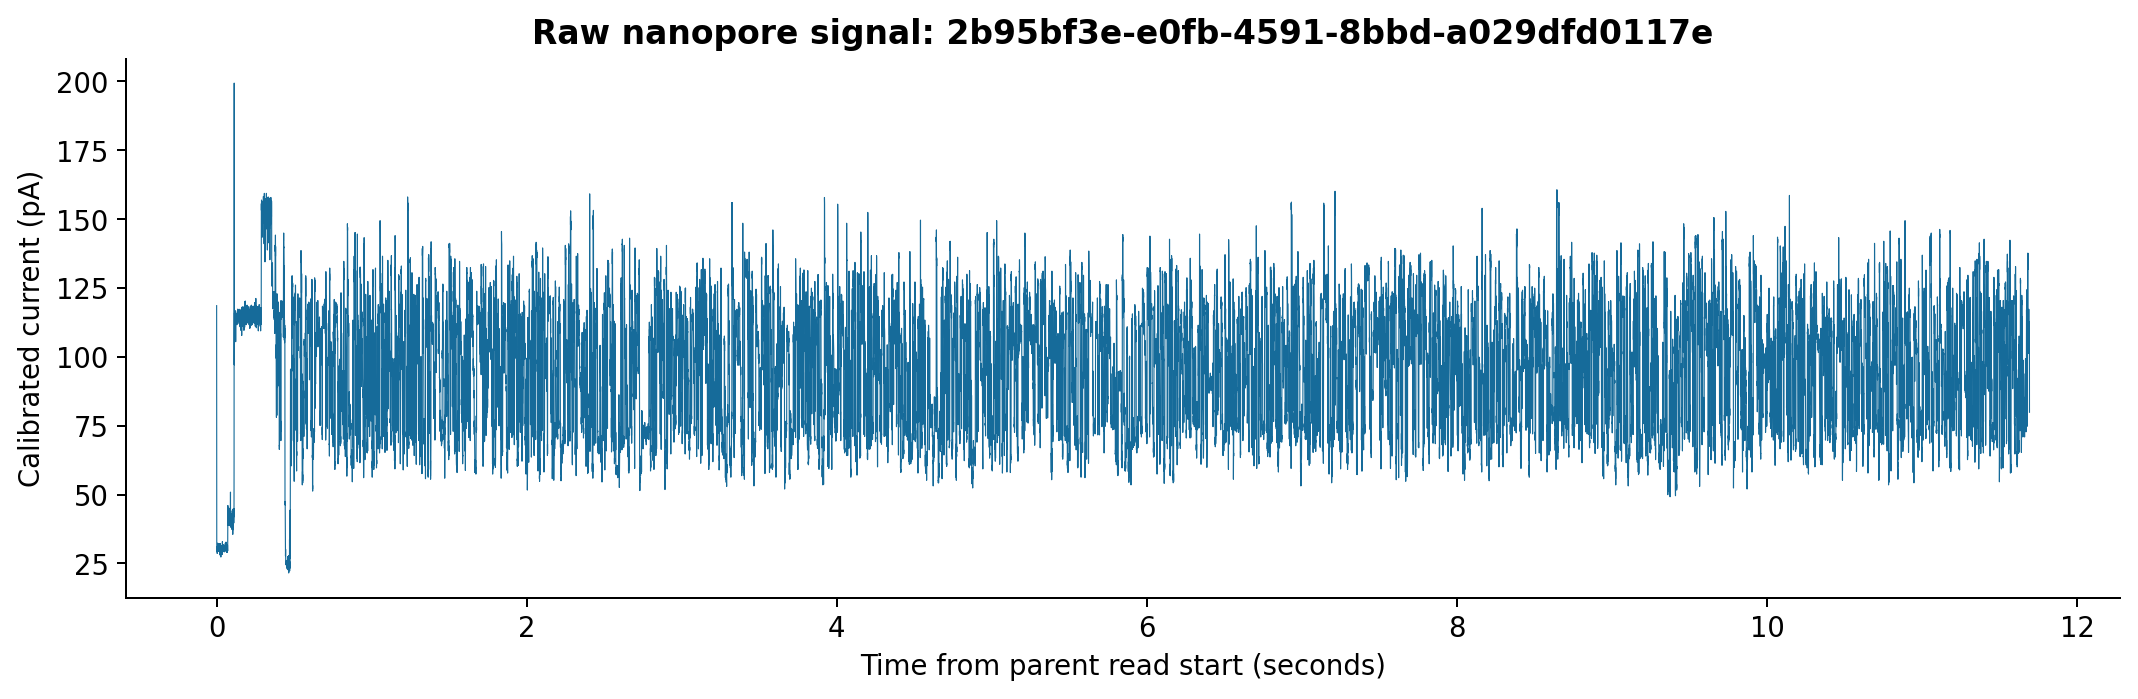 Raw nanopore signal: 2b95bf3e-e0fb-4591-8bbd-a029dfd0117e
Calibrated current (pA)
200
175
150
125
100
75
50
25
0 2 4 6 8 10 12
Time from parent read start (seconds)